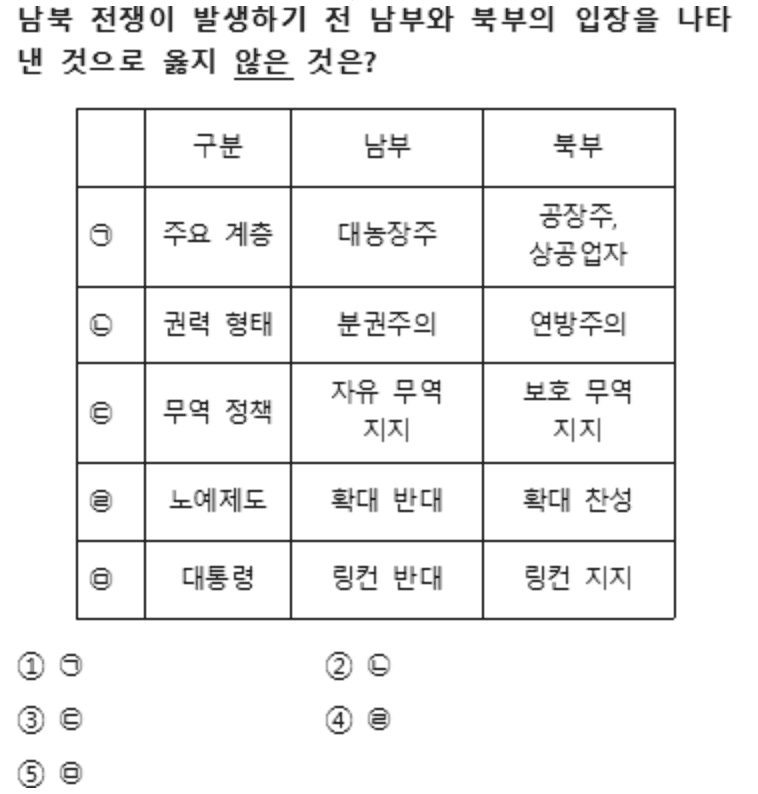 남북 전쟁이 발생하기 전 남부와 북부의 입장을 나타
낸 것으로 옳지 않은 것은?
구분 남부 북부
㉠ 주요 계층 대농장주 공장주, 상공업자
㉡ 권력 형태 분권주의 연방주의
㉢ 무역 정책 자유 무역 지지 보호 무역 지지
㉣ 노예제도 확대 반대 확대 찬성
㉤ 대통령 링컨 반대 링컨 지지
① ㉠ ② ㉡
③ ㉢ ④ ㉣
⑤ ㉤